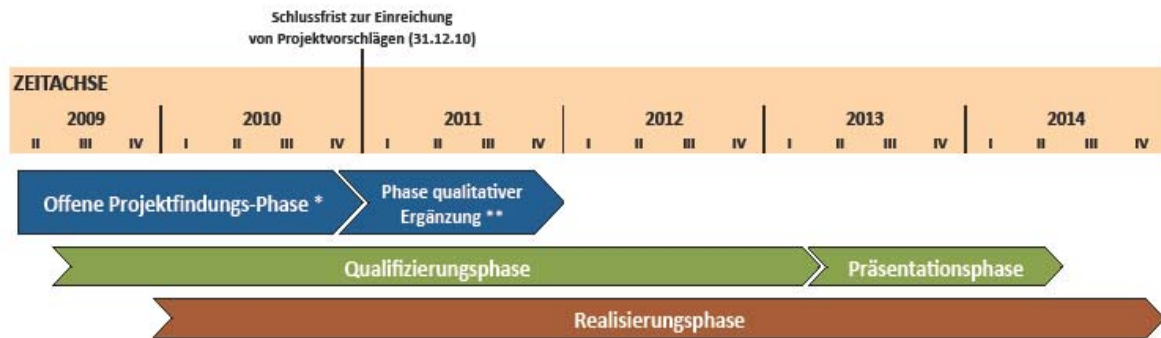 Schlussfrist zur Einreichung
von Projektvorschlägen (31.12.10)
ZEITACHSE
2009 2010 2011 2012 2013 2014
II III IV I II III IV I II III IV I II III IV I II III IV I II III IV
Offene Projektfindungs-Phase *
Phase qualitativer
Ergänzung **
Qualifizierungsphase
Präsentationsphase
Realisierungsphase